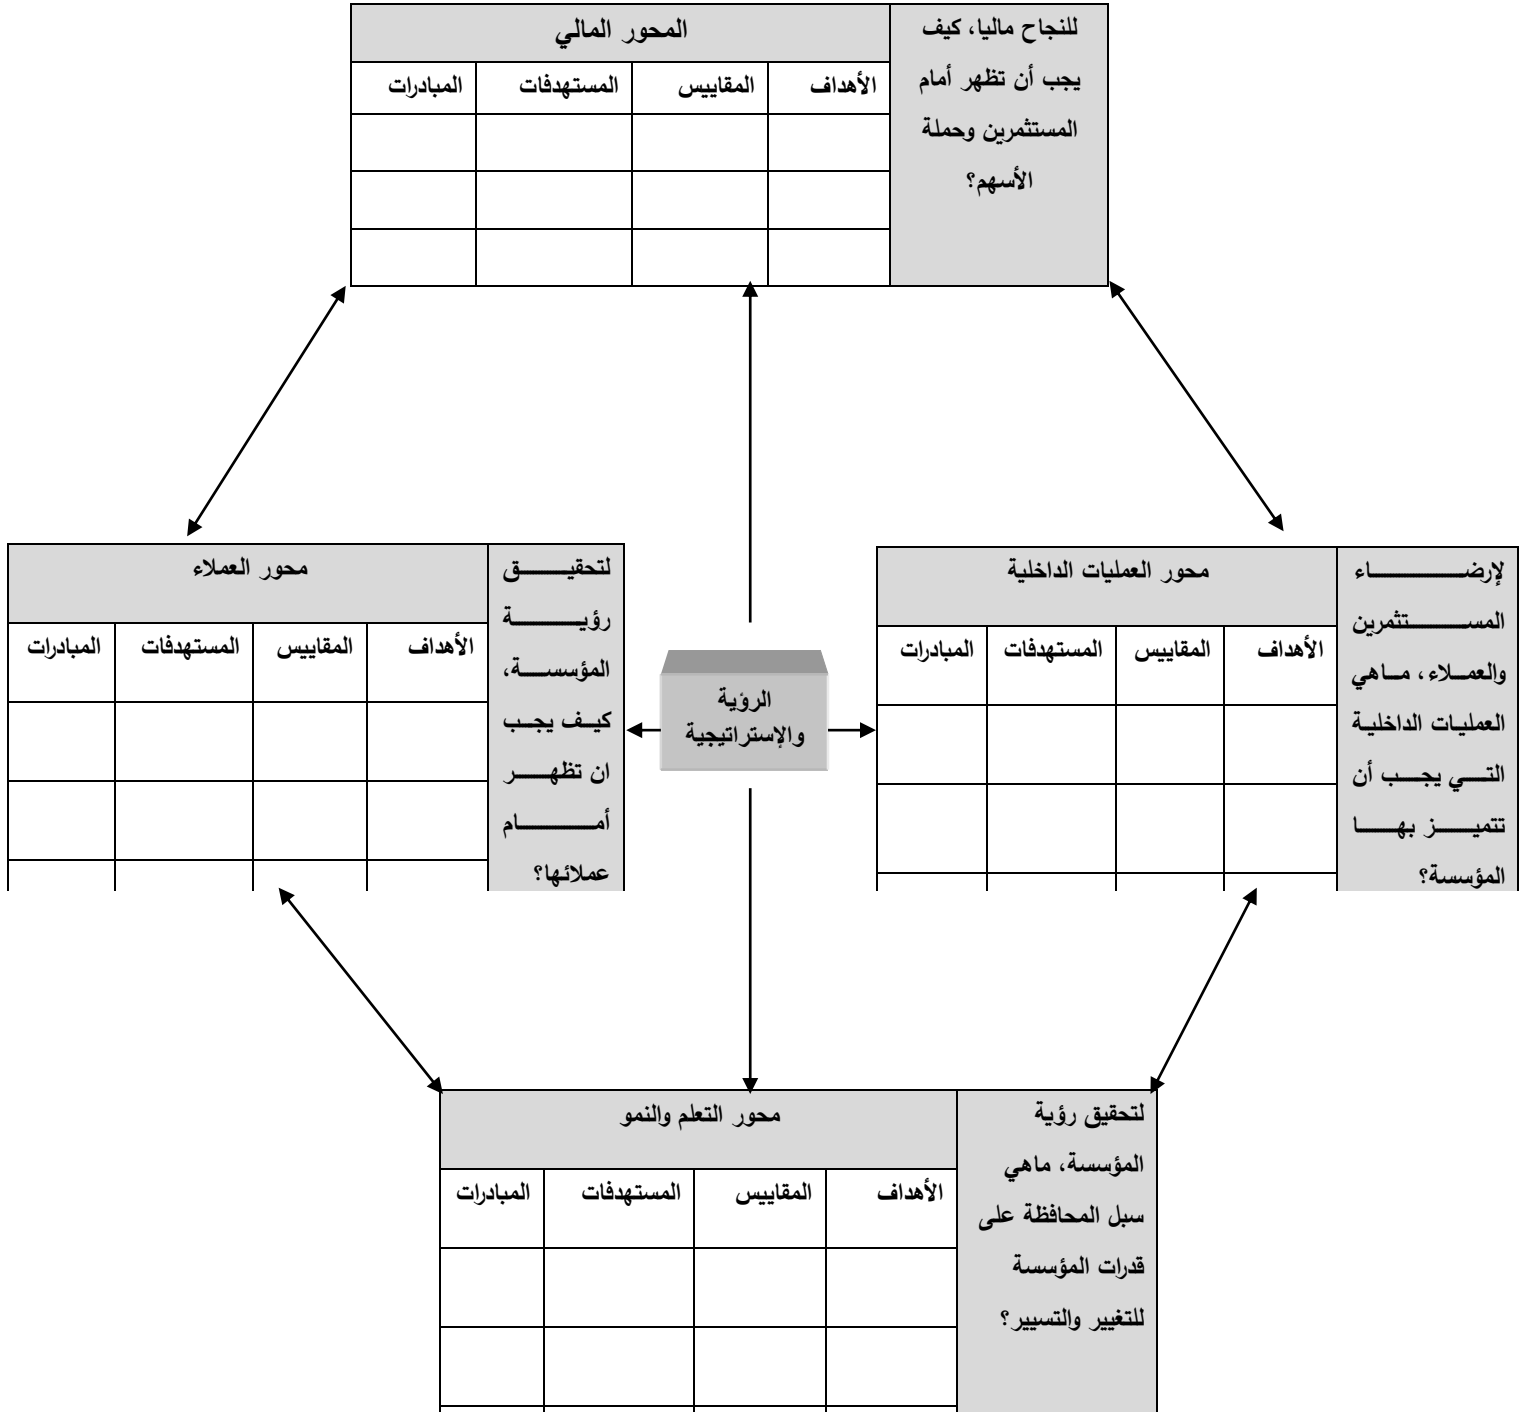 المحور المالي
للنجاح ماليا، كيف
يجب أن تظهر أمام
المستثمرين وحملة
الأسهم؟
الأهداف المقاييس المستهدفات المبادرات
محور العمليات الداخلية
لإرضاء
المستثمرين
والعملاء، ماهي
العمليات الداخلية
التي يجب أن
تتميز بها
المؤسسة؟
الأهداف المقاييس المستهدفات المبادرات
الرؤية
والإستراتيجية
محور العملاء
لتحقيق
رؤية
المؤسسة،
كيف يجب
ان تظهر
أمام
عملائها؟
الأهداف المقاييس المستهدفات المبادرات
محور التعلم والنمو
لتحقيق ر�ية
المؤسسة، ماهي
سبل المحافظة على
قدرات المؤسسة
للتغيير والتسيير؟
الأهداف المقاييس المستهدفات المبادرات